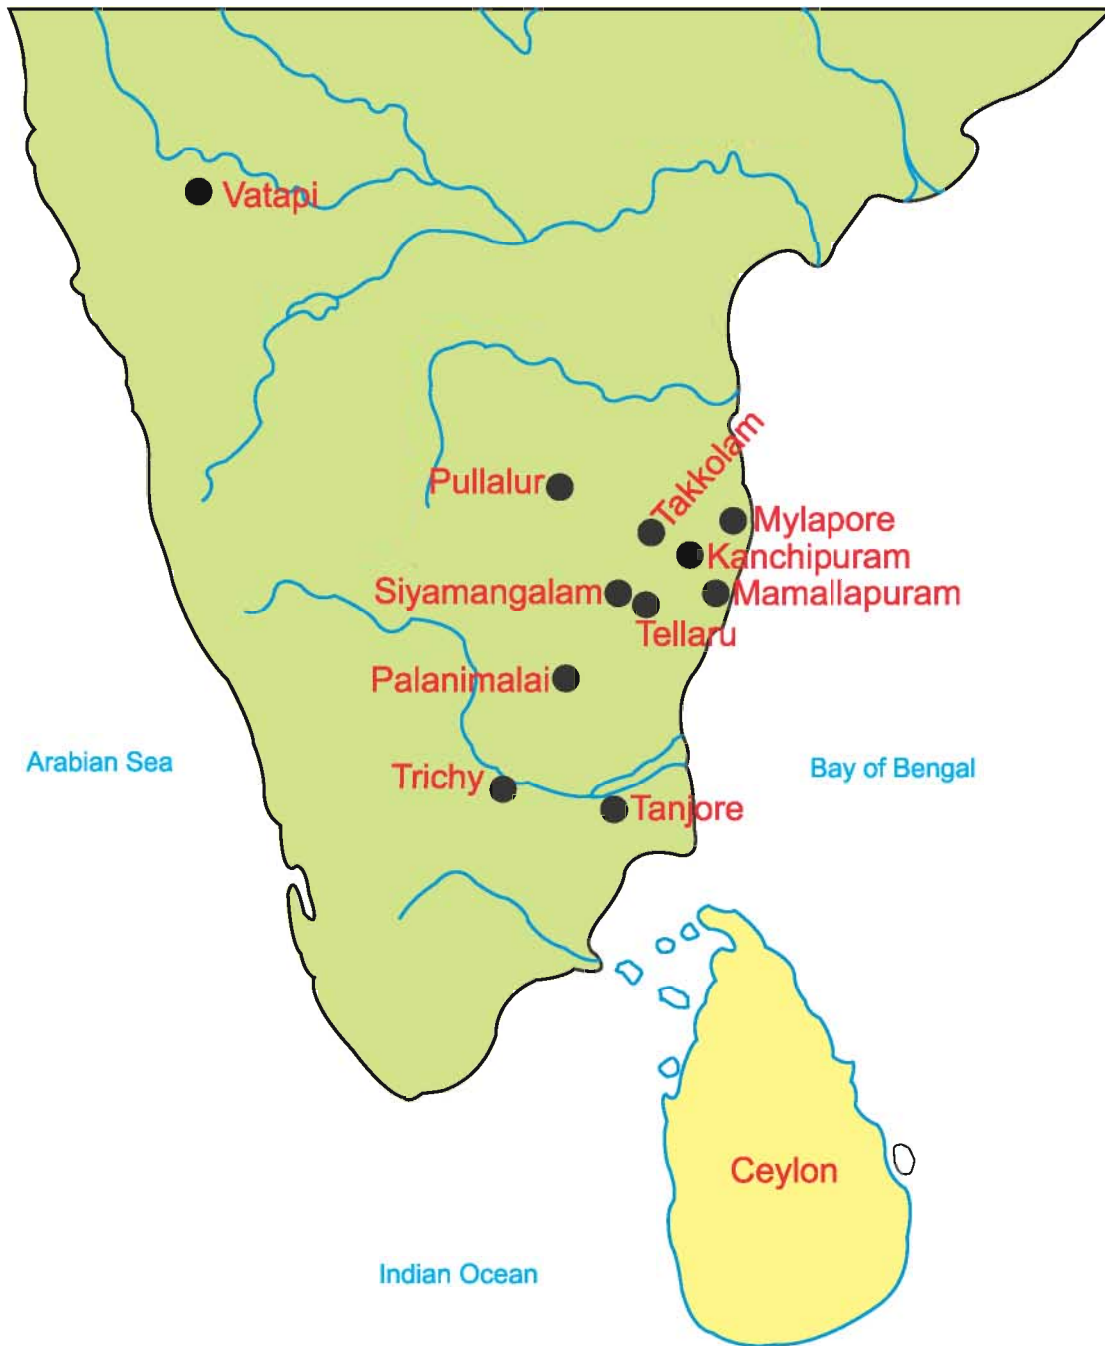 Vatapi
Takkolam
Pullalur
Mylapore
Kanchipuram
Siyamangalam
Mamallapuram
Tellaru
Palanimalai
Arabian Sea
Bay of Bengal
Trichy
Tanjore
Ceylon
Indian Ocean